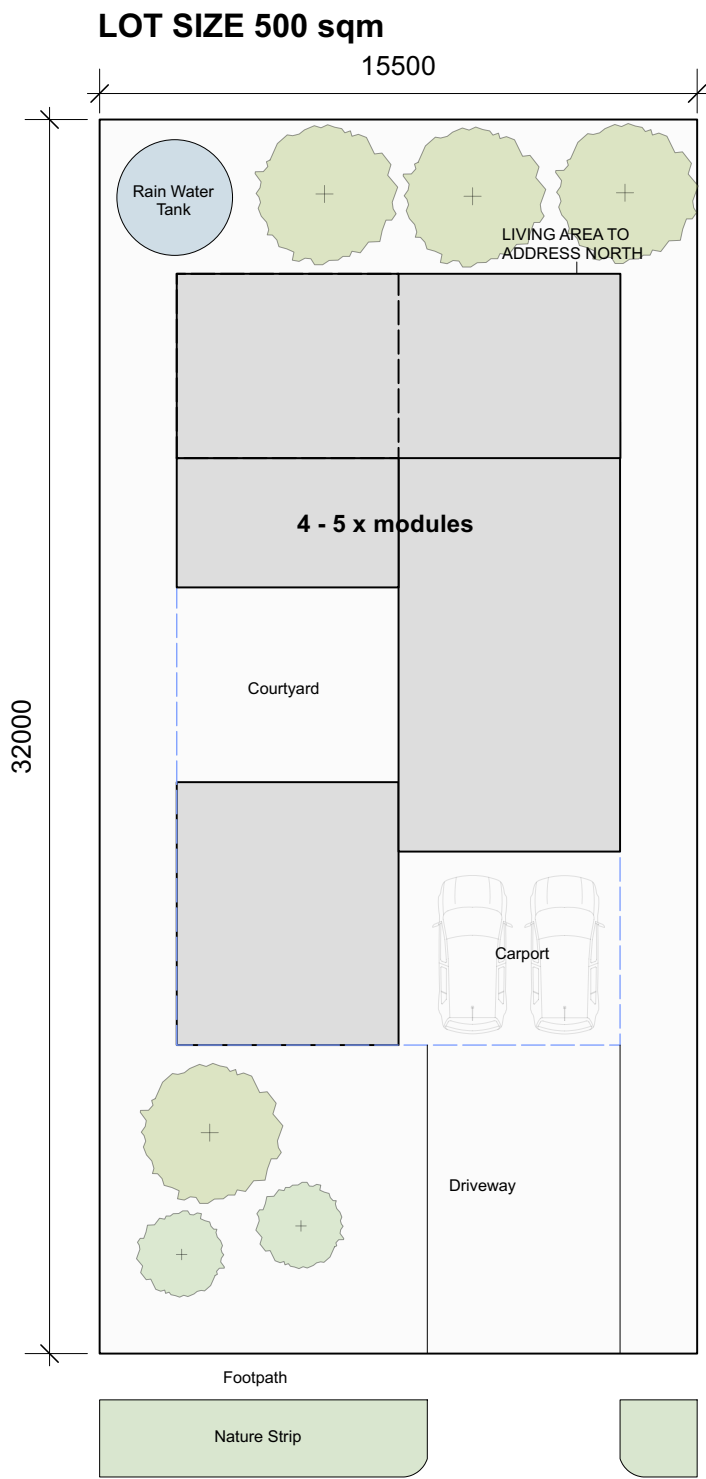 LOT SIZE 500 sqm
15500
Rain Water
Tank
LIVING AREA TO
ADDRESS NORTH
4 - 5 x modules
Courtyard
32000
Carport
Driveway
Footpath
Nature Strip